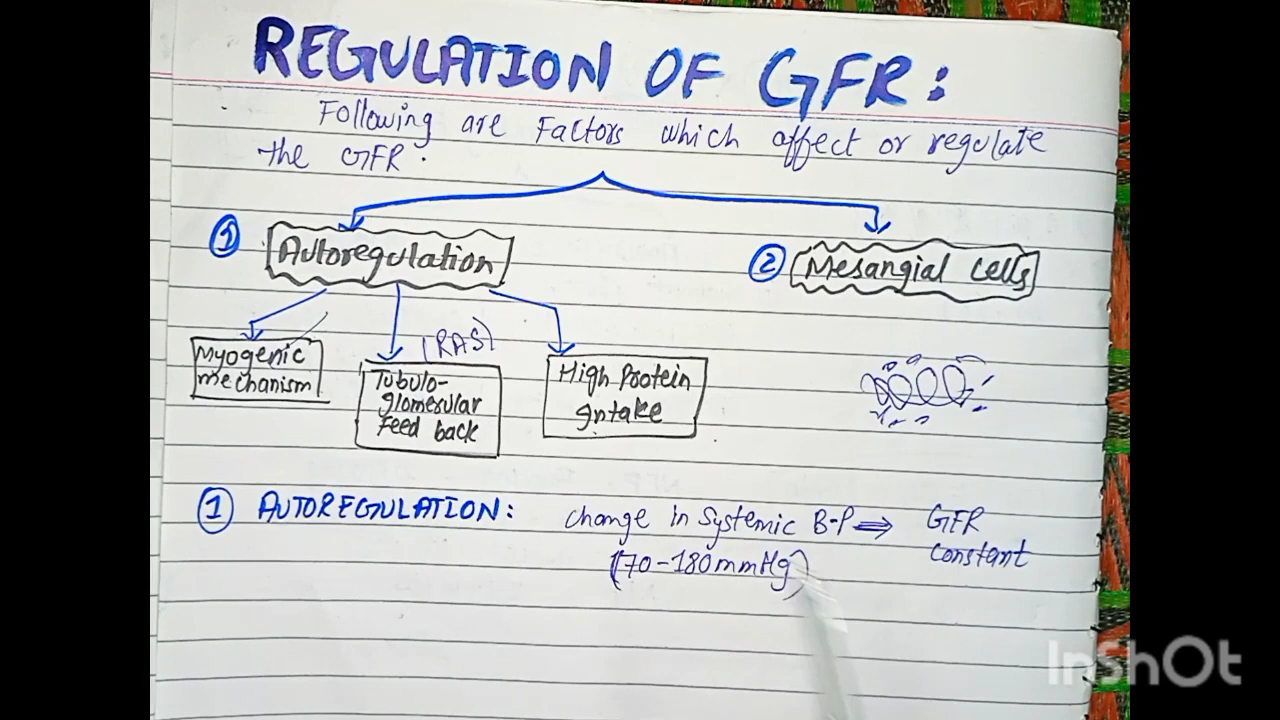 REGULATION OF GFR:
Following are Factors which affect or regulate
the GFR.
1 Autoregulation
2 Mesangial cells
Myogenic
mechanism
(RAS)
Tubulo-
glomerular
Feed back
High Protein
Intake
1 AUTOREGULATION: change in Systemic B-P ⇒ GFR
constant
(70-180mmHg)
InShOt